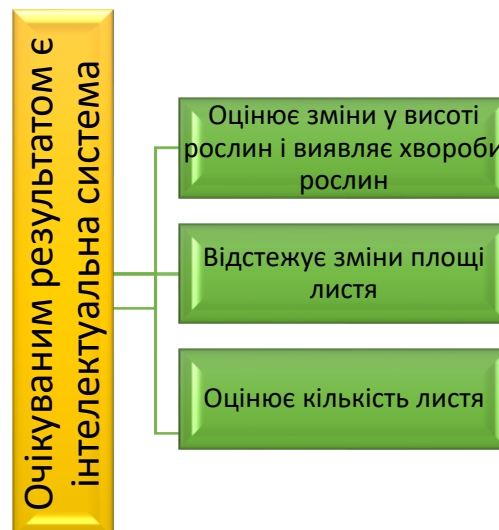 Очікуваним результатом є
інтелектуальна система
Оцінює зміни у висоті
рослин і виявляє хвороби
рослин
Відстежує зміни площі
листя
Оцінює кількість листя